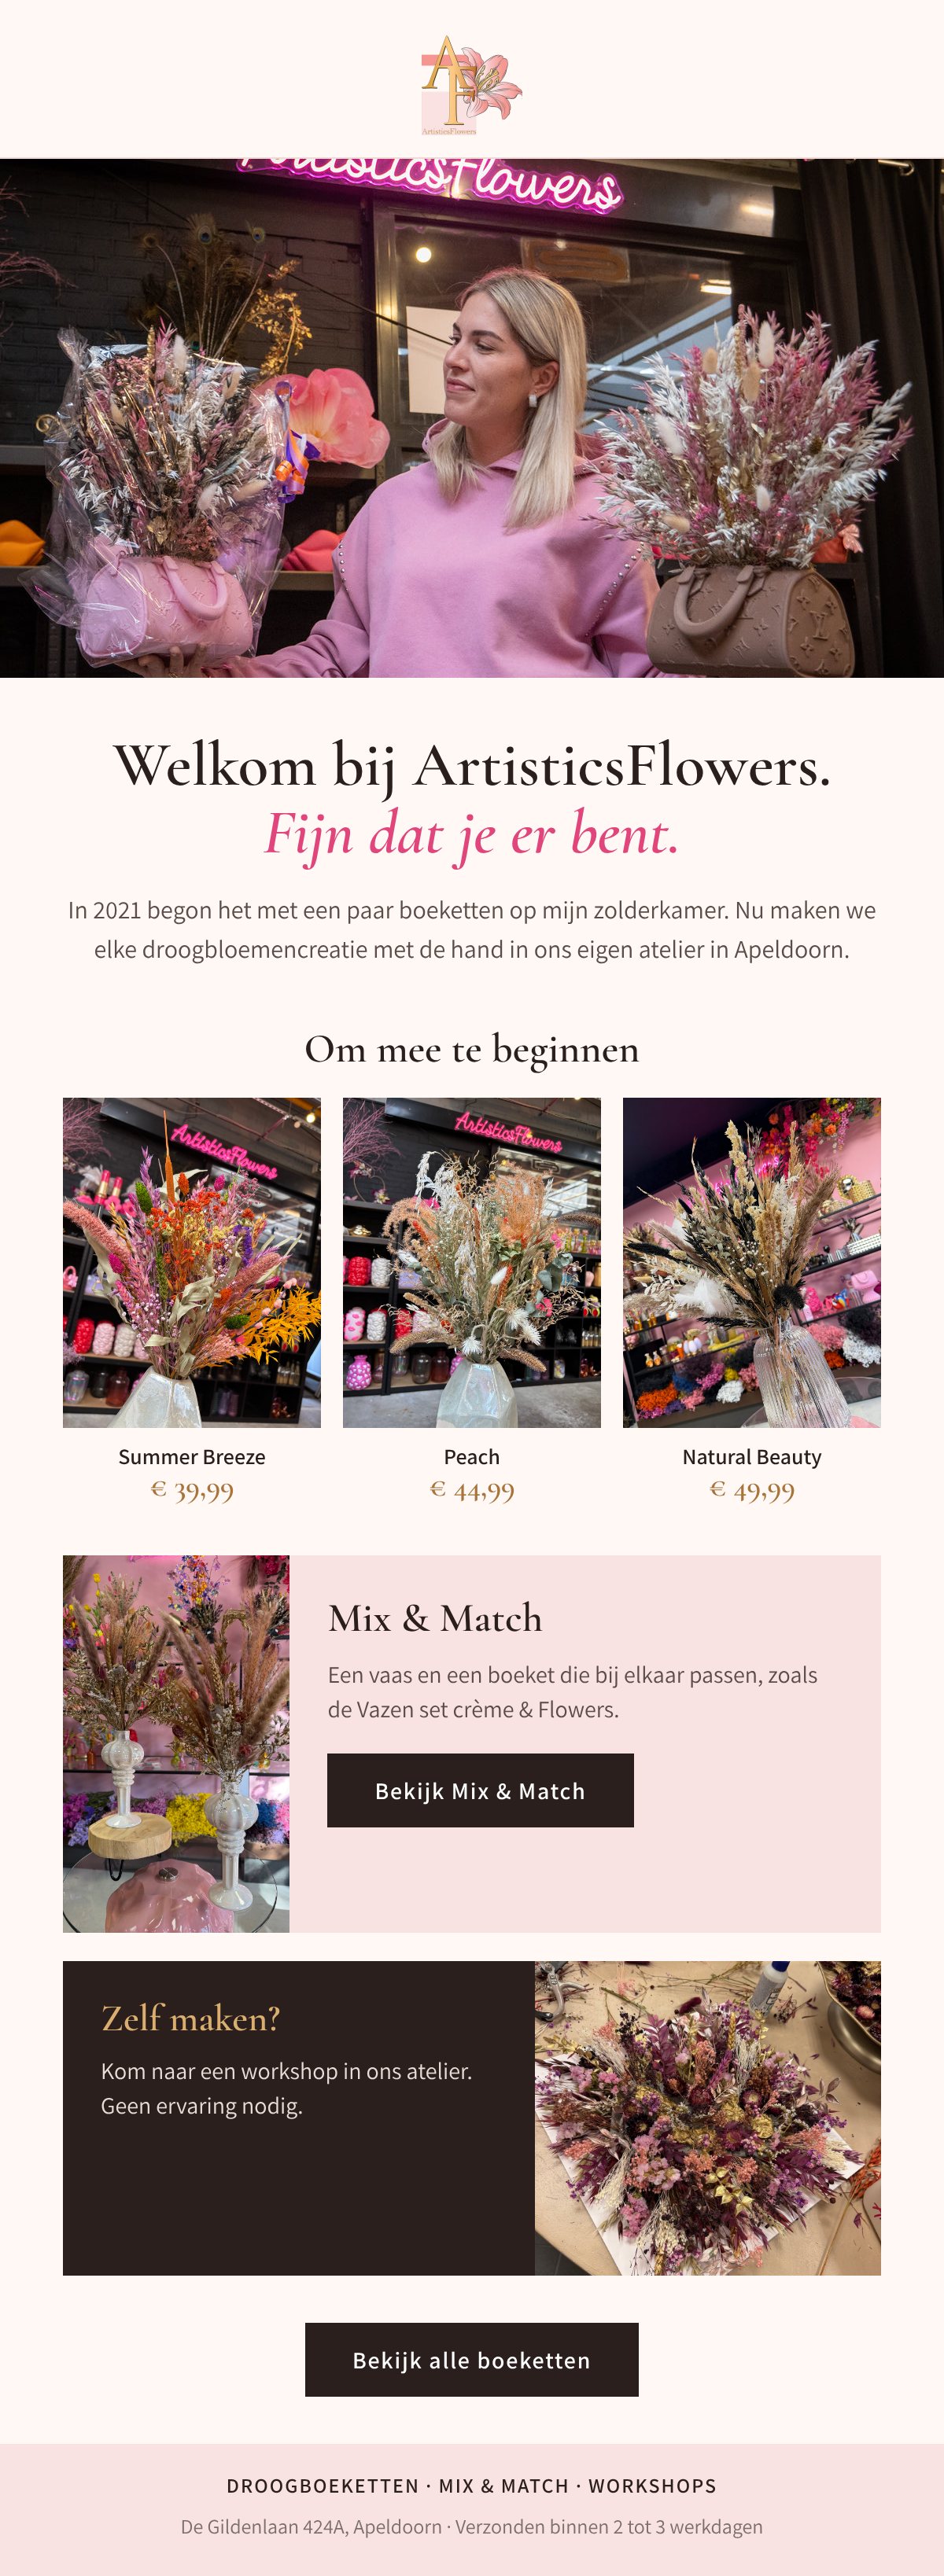 AF
ArtisticsFlowers
ArtisticsFlowers
Welkom bij ArtisticsFlowers.
Fijn dat je er bent.
In 2021 begon het met een paar boeketten op mijn zolderkamer. Nu maken we
elke droogbloemencreatie met de hand in ons eigen atelier in Apeldoorn.
Om mee te beginnen
ArtisticsFlowers
ArtisticsFlowers
Summer Breeze
Peach
Natural Beauty
€ 39,99
€ 44,99
€ 49,99
Mix & Match
Een vaas en een boeket die bij elkaar passen, zoals
de Vazen set crème & Flowers.
Bekijk Mix & Match
Zelf maken?
Kom naar een workshop in ons atelier.
Geen ervaring nodig.
Bekijk alle boeketten
DROOGBOEKETTEN · MIX & MATCH · WORKSHOPS
De Gildenlaan 424A, Apeldoorn · Verzonden binnen 2 tot 3 werkdagen